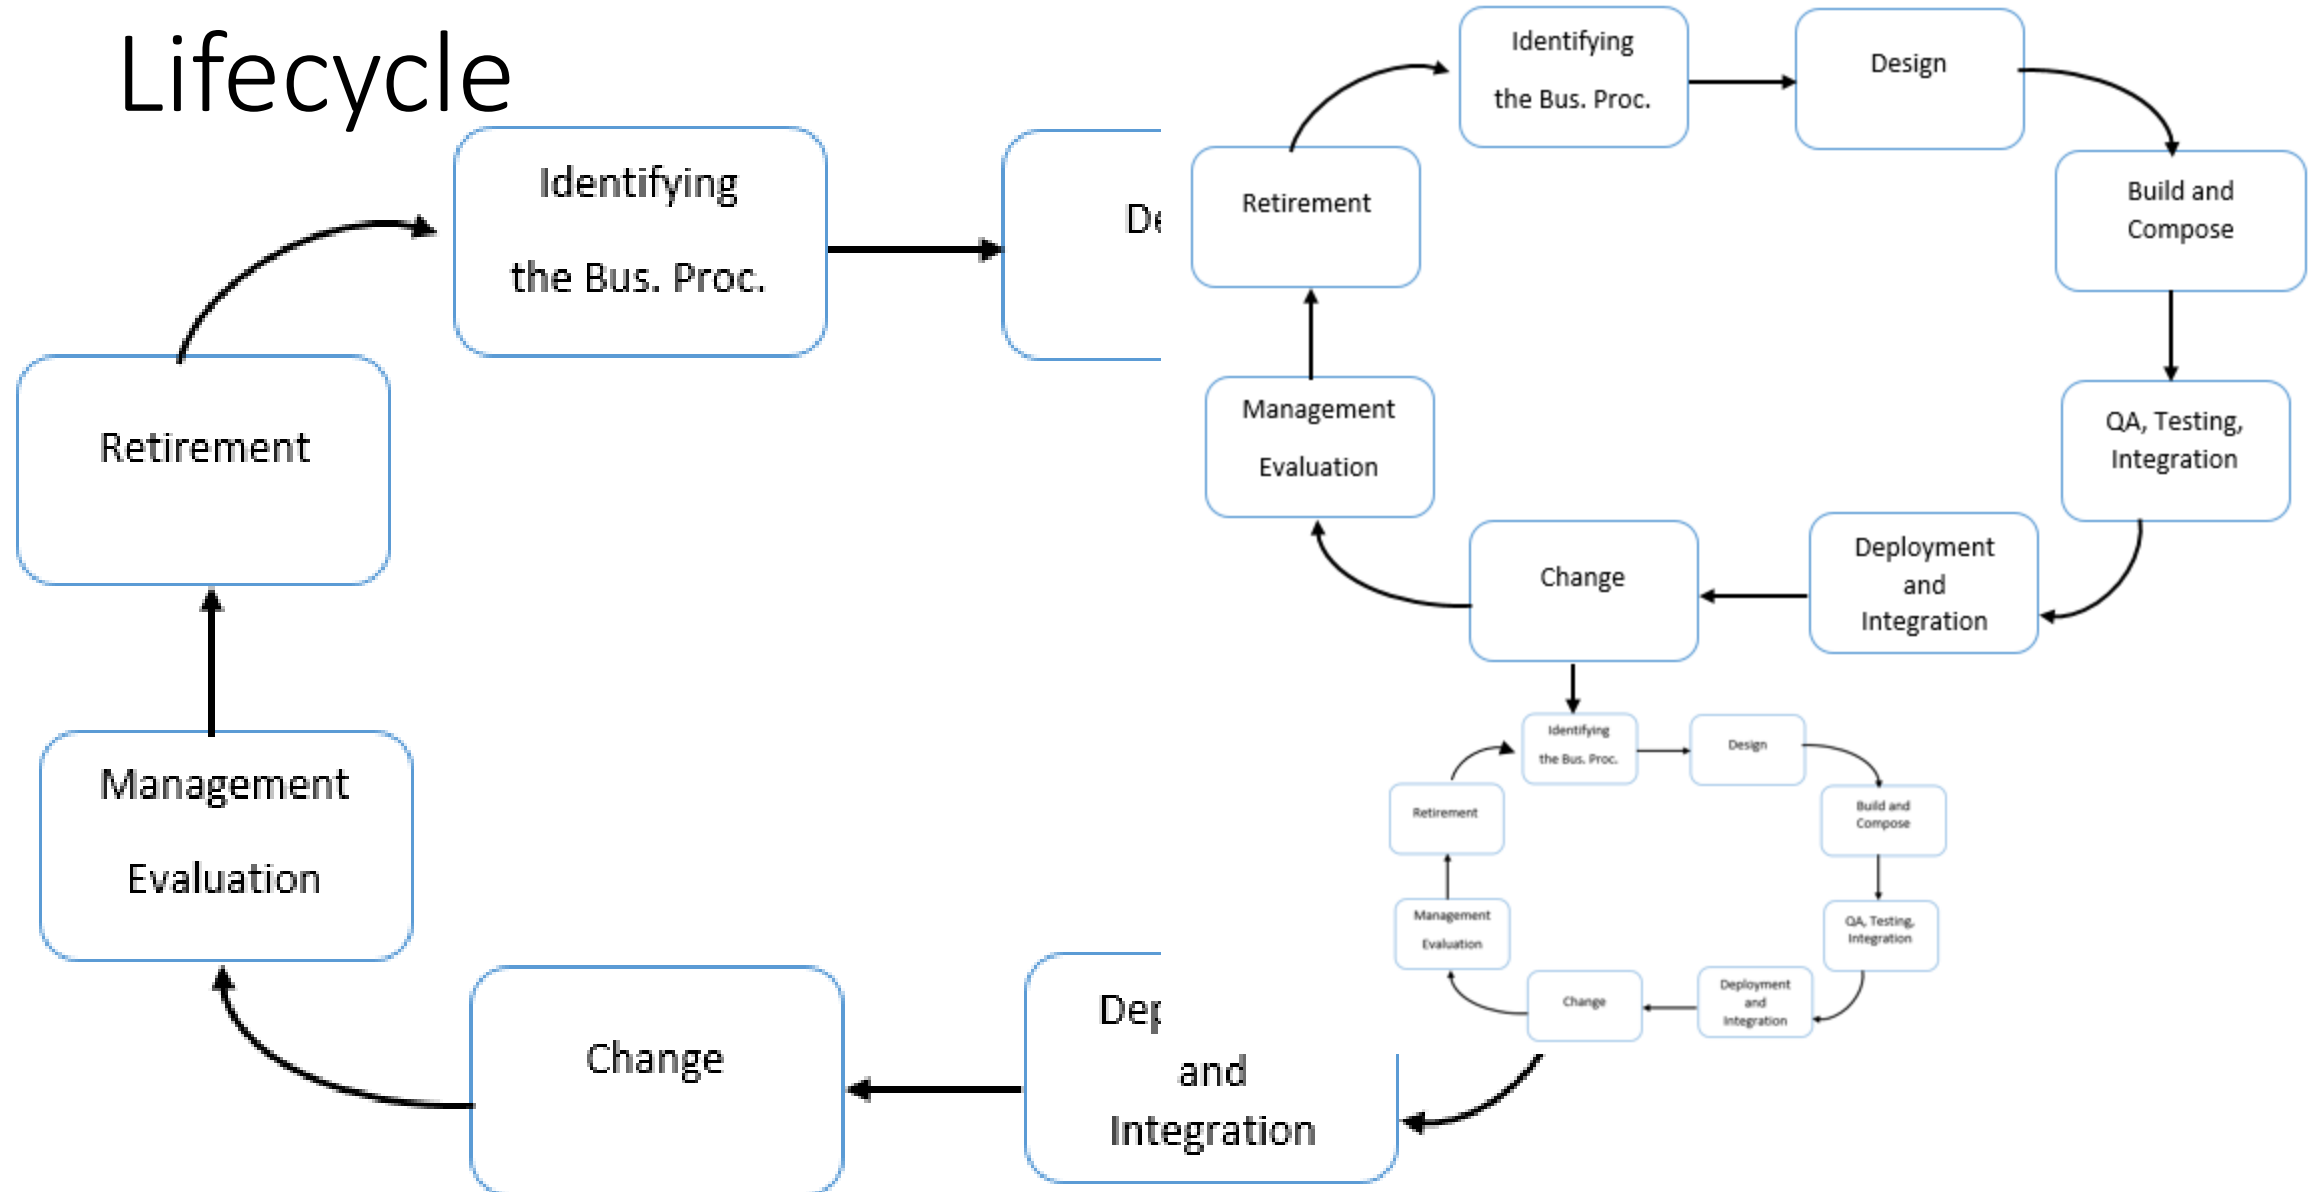 Lifecycle
Identifying
the Bus. Proc.
Retirement
Management
Evaluation
Change
and
Integration
Identifying
the Bus. Proc.
Design
Build and
Compose
QA, Testing,
Integration
Deployment
and
Integration
Change
Management
Evaluation
Retirement
Identifying
the Bus. Proc.
Design
Build and
Compose
QA, Testing,
Integration
Deployment
and
Integration
Change
Management
Evaluation
Retirement